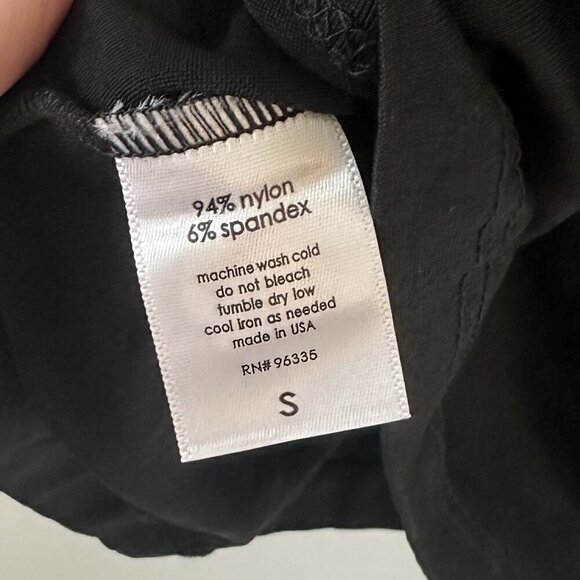 94% nylon
6% spandex
machine wash cold
do not bleach
tumble dry low
cool iron as needed
made in USA
RN# 96335
S